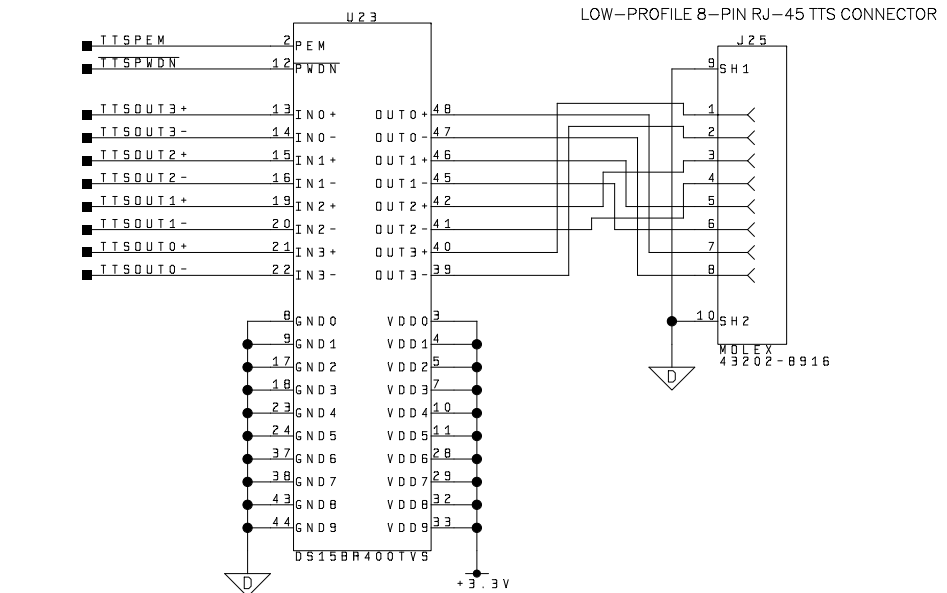 LOW-PROFILE 8-PIN RJ-45 TTS CONNECTOR
U23
J25
TTSPEM 2 PEM
TTSPWDN 12 PWDN
9 SH1
TTSOUT3+ 13 IN0+ OUT0+ 48 1
TTSOUT3- 14 IN0- OUT0- 47 2
TTSOUT2+ 15 IN1+ OUT1+ 46 3
TTSOUT2- 16 IN1- OUT1- 45 4
TTSOUT1+ 19 IN2+ OUT2+ 42 5
TTSOUT1- 20 IN2- OUT2- 41 6
TTSOUT0+ 21 IN3+ OUT3+ 40 7
TTSOUT0- 22 IN3- OUT3- 39 8
8 GND0 VDD0 3 10 SH2
9 GND1 VDD1 4
MOLEX
43202-8916
17 GND2 VDD2 5
D
18 GND3 VDD3 7
23 GND4 VDD4 10
24 GND5 VDD5 11
37 GND6 VDD6 28
38 GND7 VDD7 29
43 GND8 VDD8 32
44 GND9 VDD9 33
DS15BR400TVS
D
+3.3V